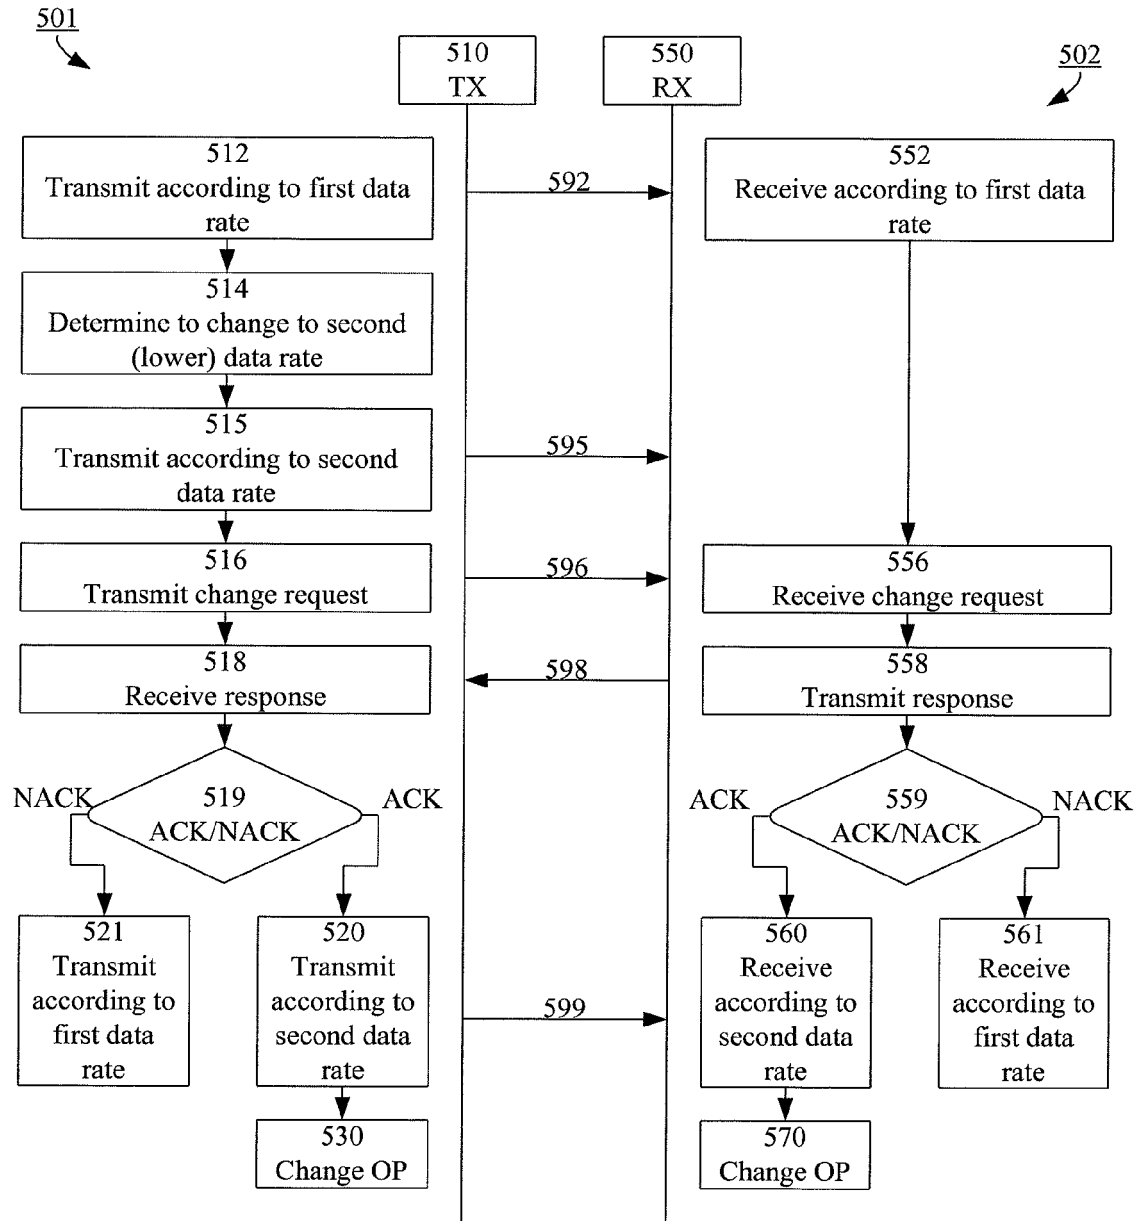 501
510
TX
550
RX
502
512
Transmit according to first data
rate
592
552
Receive according to first data
rate
514
Determine to change to second
(lower) data rate
515
Transmit according to second
data rate
595
516
Transmit change request
596
556
Receive change request
518
Receive response
598
558
Transmit response
NACK
519
ACK/NACK
ACK
ACK
559
ACK/NACK
NACK
521
Transmit
according to
first data
rate
520
Transmit
according to
second data
rate
599
560
Receive
according to
second data
rate
561
Receive
according to
first data
rate
530
Change OP
570
Change OP